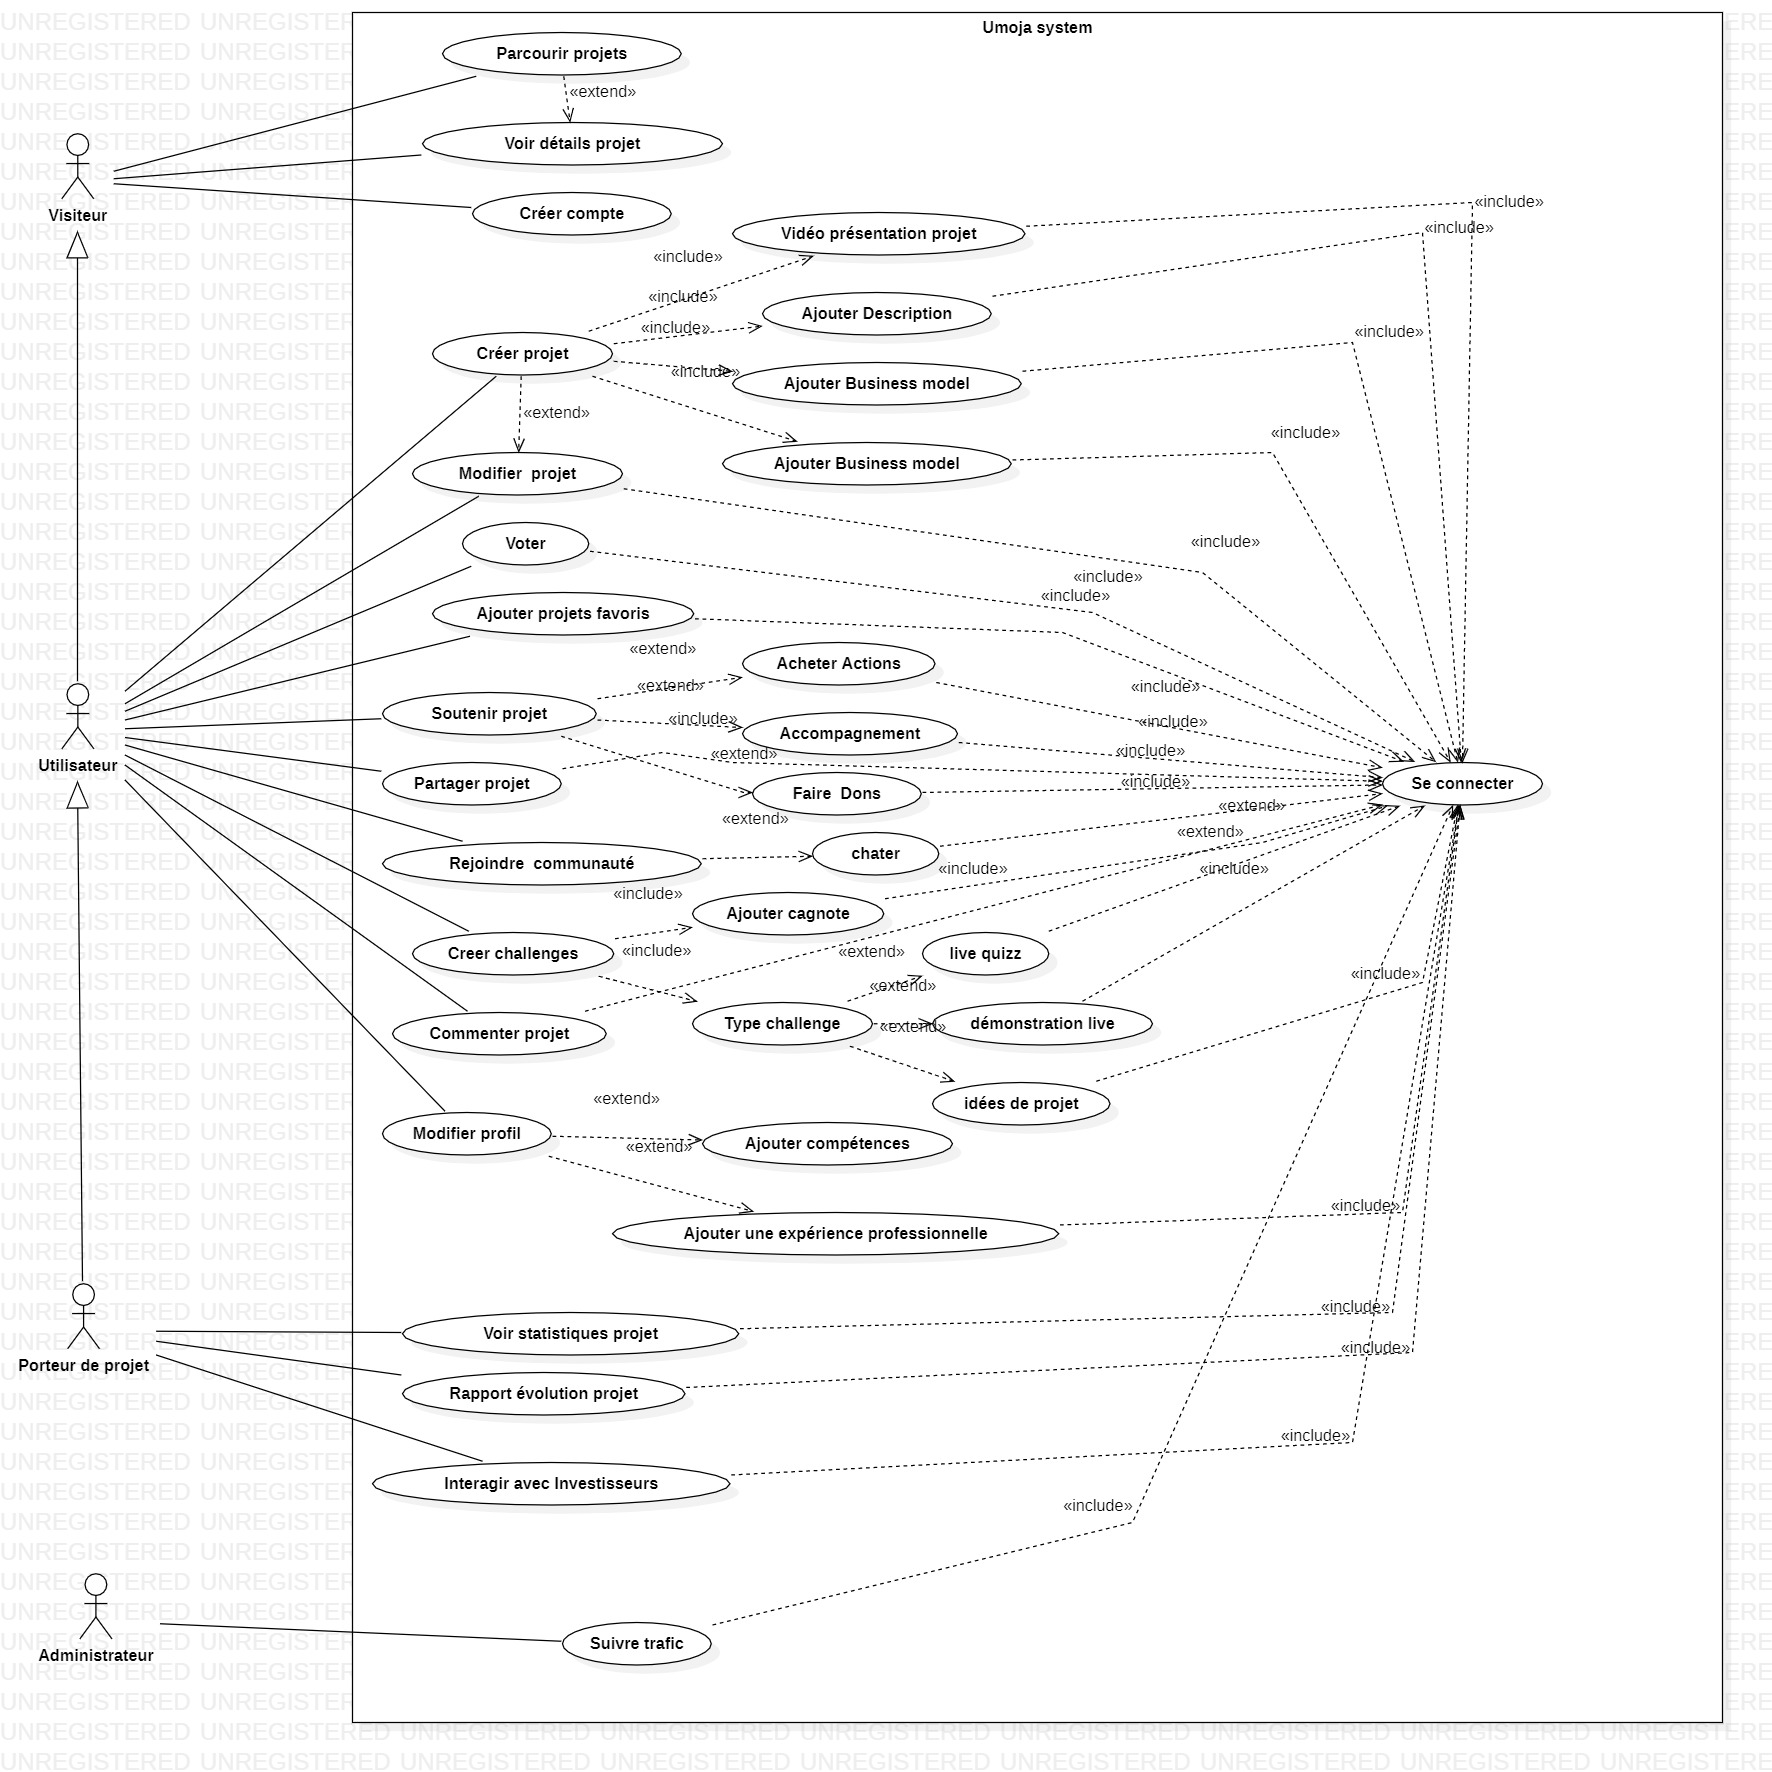 Umoja system
Parcourir projets
«extend»
Voir détails projet
Visiteur
Créer compte
«include»
Vidéo présentation projet
«include»
«include»
«include»
Ajouter Description
«include»
«include»
Créer projet
Ajouter Business model
«include»
«extend»
«include»
Modifier  projet
Ajouter Business model
Voter
«include»
«include»
«include»
Ajouter projets favoris
«extend»
Acheter Actions
«extend»
«include»
Soutenir projet
«include»
«include»
Accompagnement
«extend»
«include»
Utilisateur
Partager projet
Faire  Dons
«include»
Se connecter
«extend»
«extend»
«extend»
chater
Rejoindre  communauté
«include»
«include»
«include»
Ajouter cagnote
Creer challenges
«include»
«extend»
live quizz
«extend»
«include»
Commenter projet
Type challenge
«extend»
démonstration live
«extend»
idées de projet
Modifier profil
«extend»
Ajouter compétences
«include»
Ajouter une expérience professionnelle
«include»
Voir statistiques projet
«include»
Porteur de projet
Rapport évolution projet
«include»
Interagir avec Investisseurs
«include»
Administrateur
Suivre trafic
UNREGISTERED UNREGISTERED UNREGISTERED UNREGISTERED UNREGISTERED UNREGISTERED UNREGISTERED UNREGISTERED